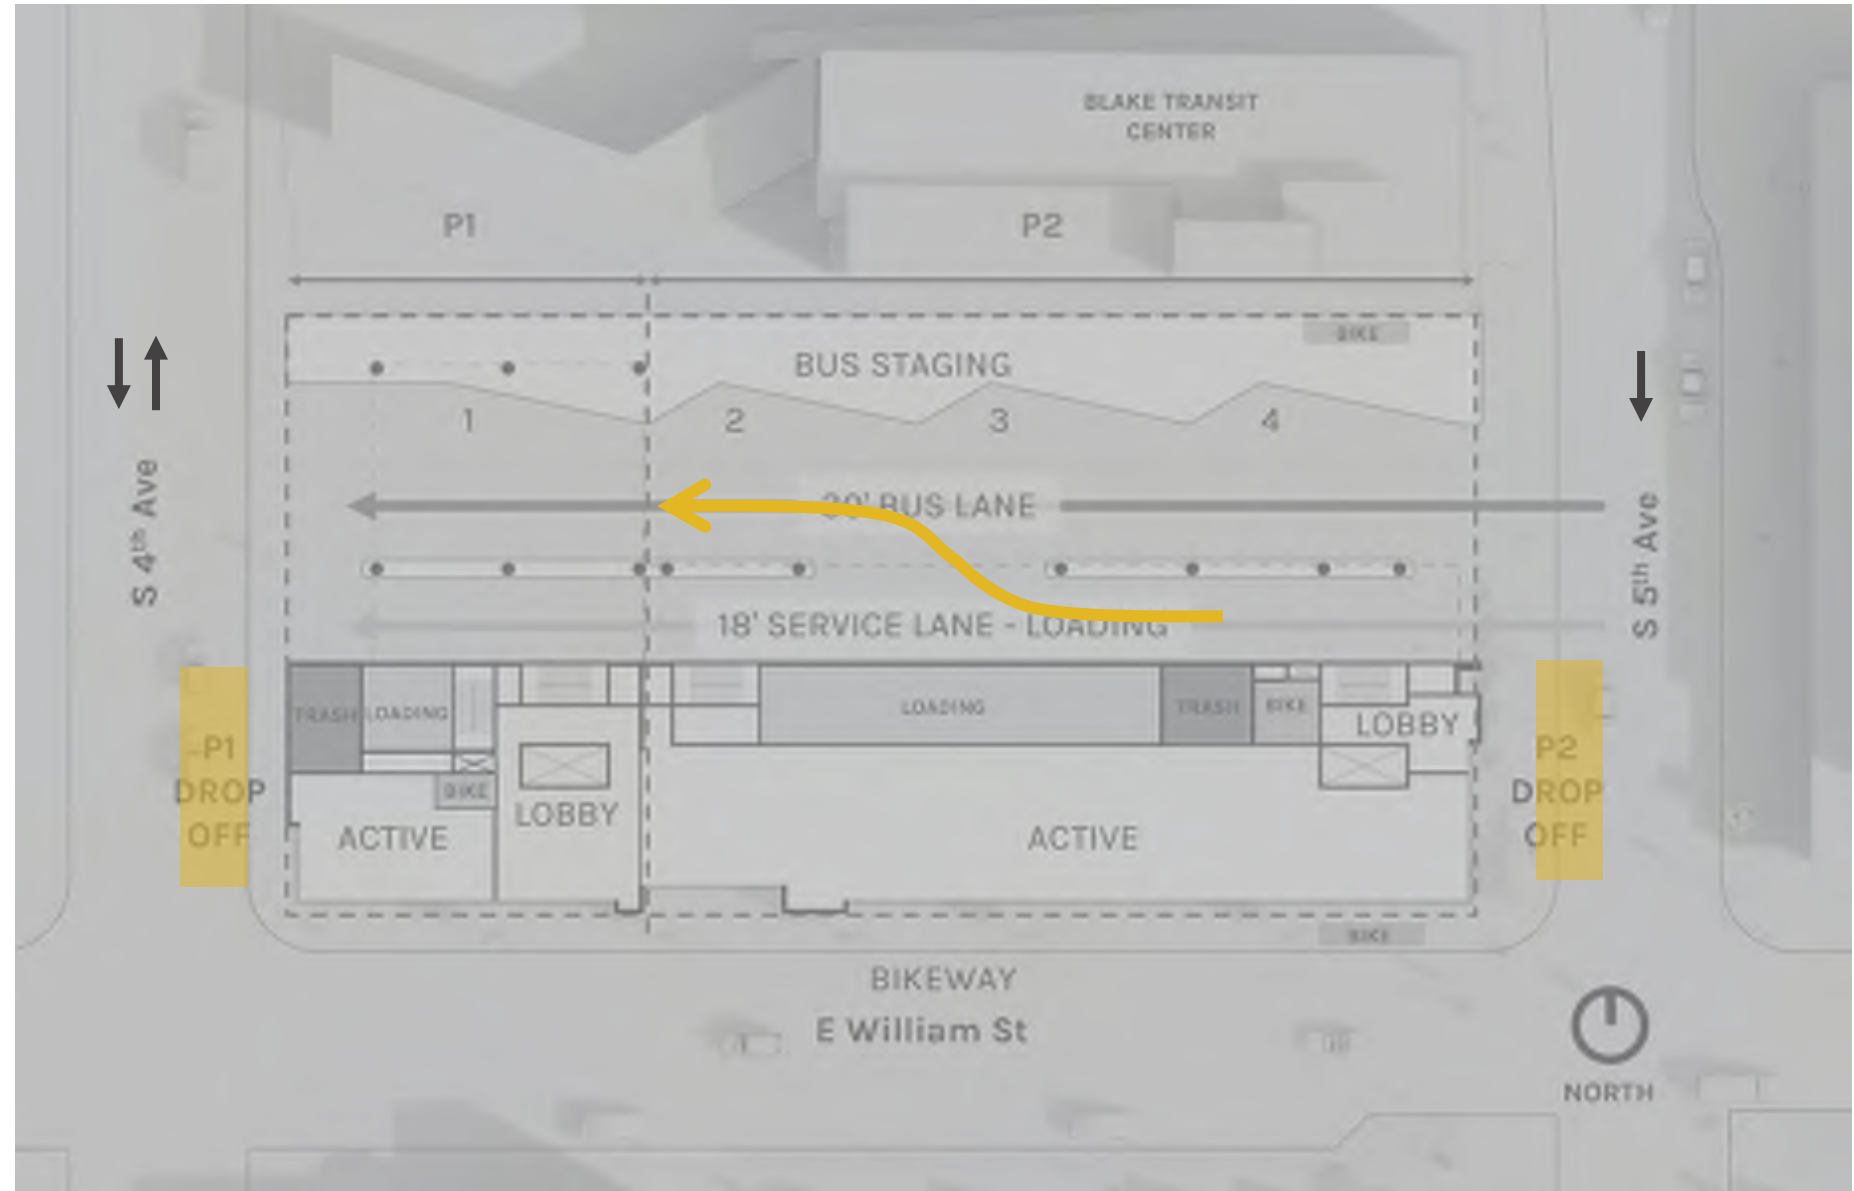 BLAKE TRANSIT
CENTER
P1
P2
BIKE
BUS STAGING
1
2
3
4
S 4th Ave
30' BUS LANE
S 5th Ave
18' SERVICE LANE - LOADING
TRASH
LOADING
LOADING
TRASH
BIKE
LOBBY
P1
DROP
OFF
BIKE
LOBBY
ACTIVE
ACTIVE
P2
DROP
OFF
BIKE
BIKEWAY
E William St
NORTH